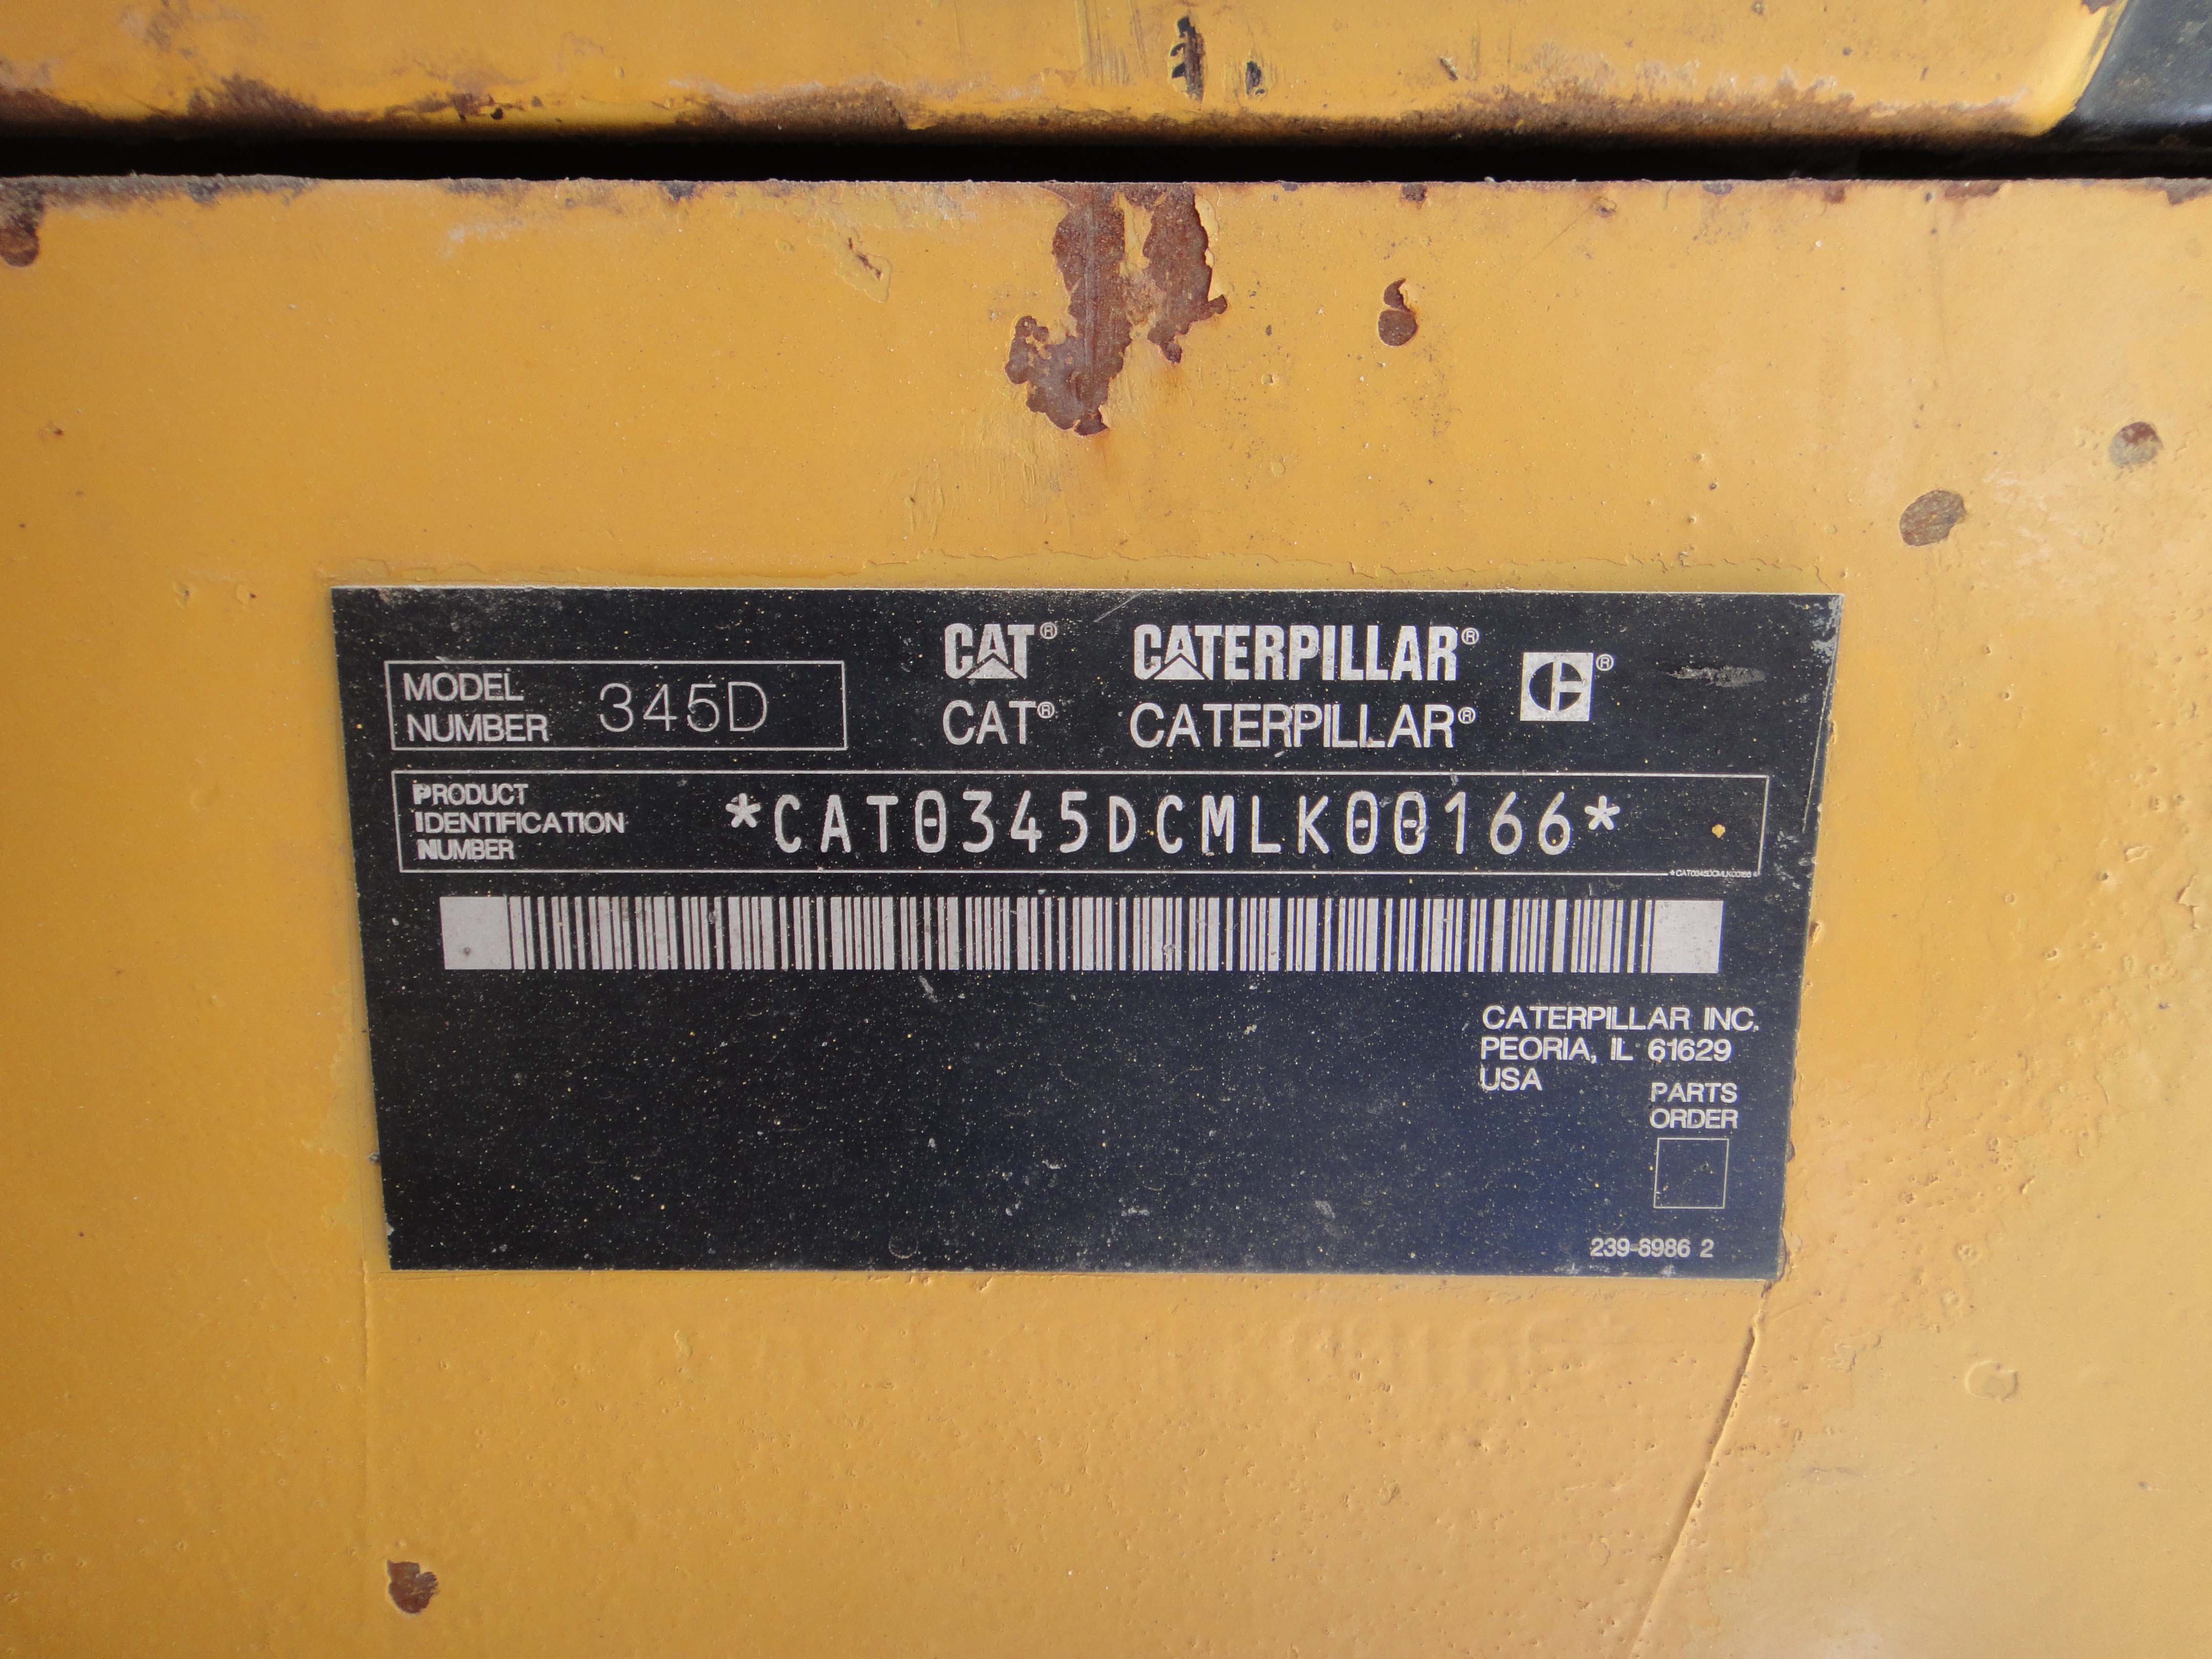 CAT® CATERPILLAR®
MODEL NUMBER 345D
CAT® CATERPILLAR®
PRODUCT IDENTIFICATION NUMBER *CAT0345DCMLK00166*
*CAT0345DCMLK00166*
CATERPILLAR INC.
PEORIA, IL 61629
USA
PARTS
ORDER
239-6986 2